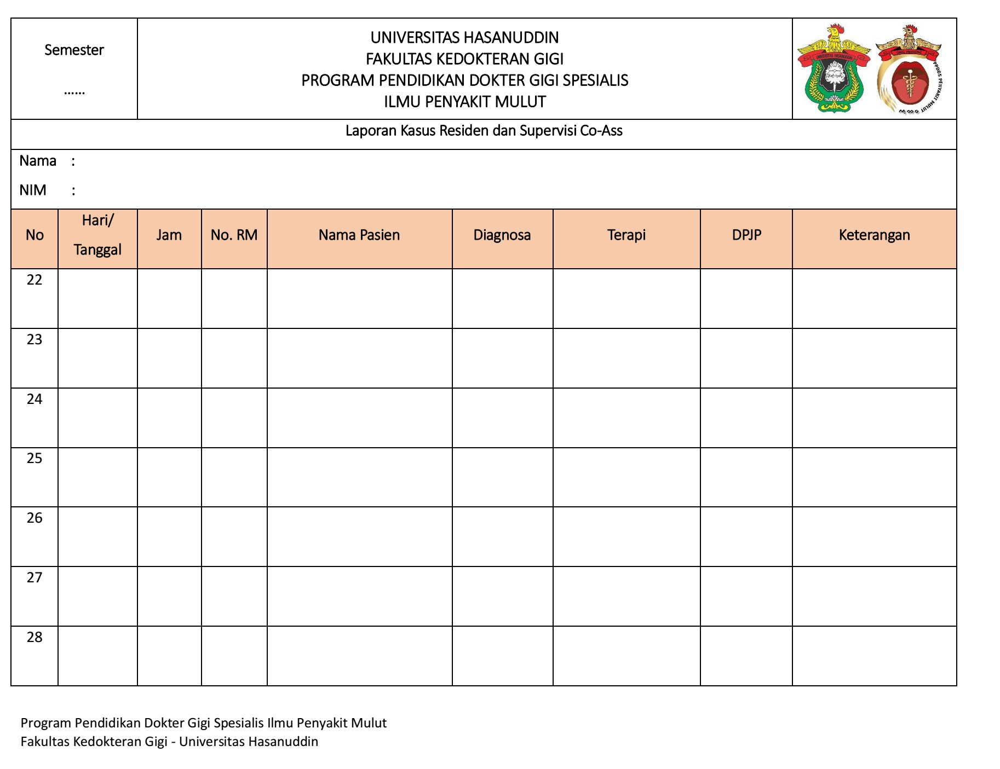 Semester
......
UNIVERSITAS HASANUDDIN
FAKULTAS KEDOKTERAN GIGI
PROGRAM PENDIDIKAN DOKTER GIGI SPESIALIS
ILMU PENYAKIT MULUT
UNIVERSITAS HASANUDDIN
ORAL MEDICINE
PPDGS PENYAKIT MULUT
Laporan Kasus Residen dan Supervisi Co-Ass
Nama :
NIM :
No Hari/ Tanggal Jam No. RM Nama Pasien Diagnosa Terapi DPJP Keterangan
22
23
24
25
26
27
28
Program Pendidikan Dokter Gigi Spesialis Ilmu Penyakit Mulut
Fakultas Kedokteran Gigi - Universitas Hasanuddin